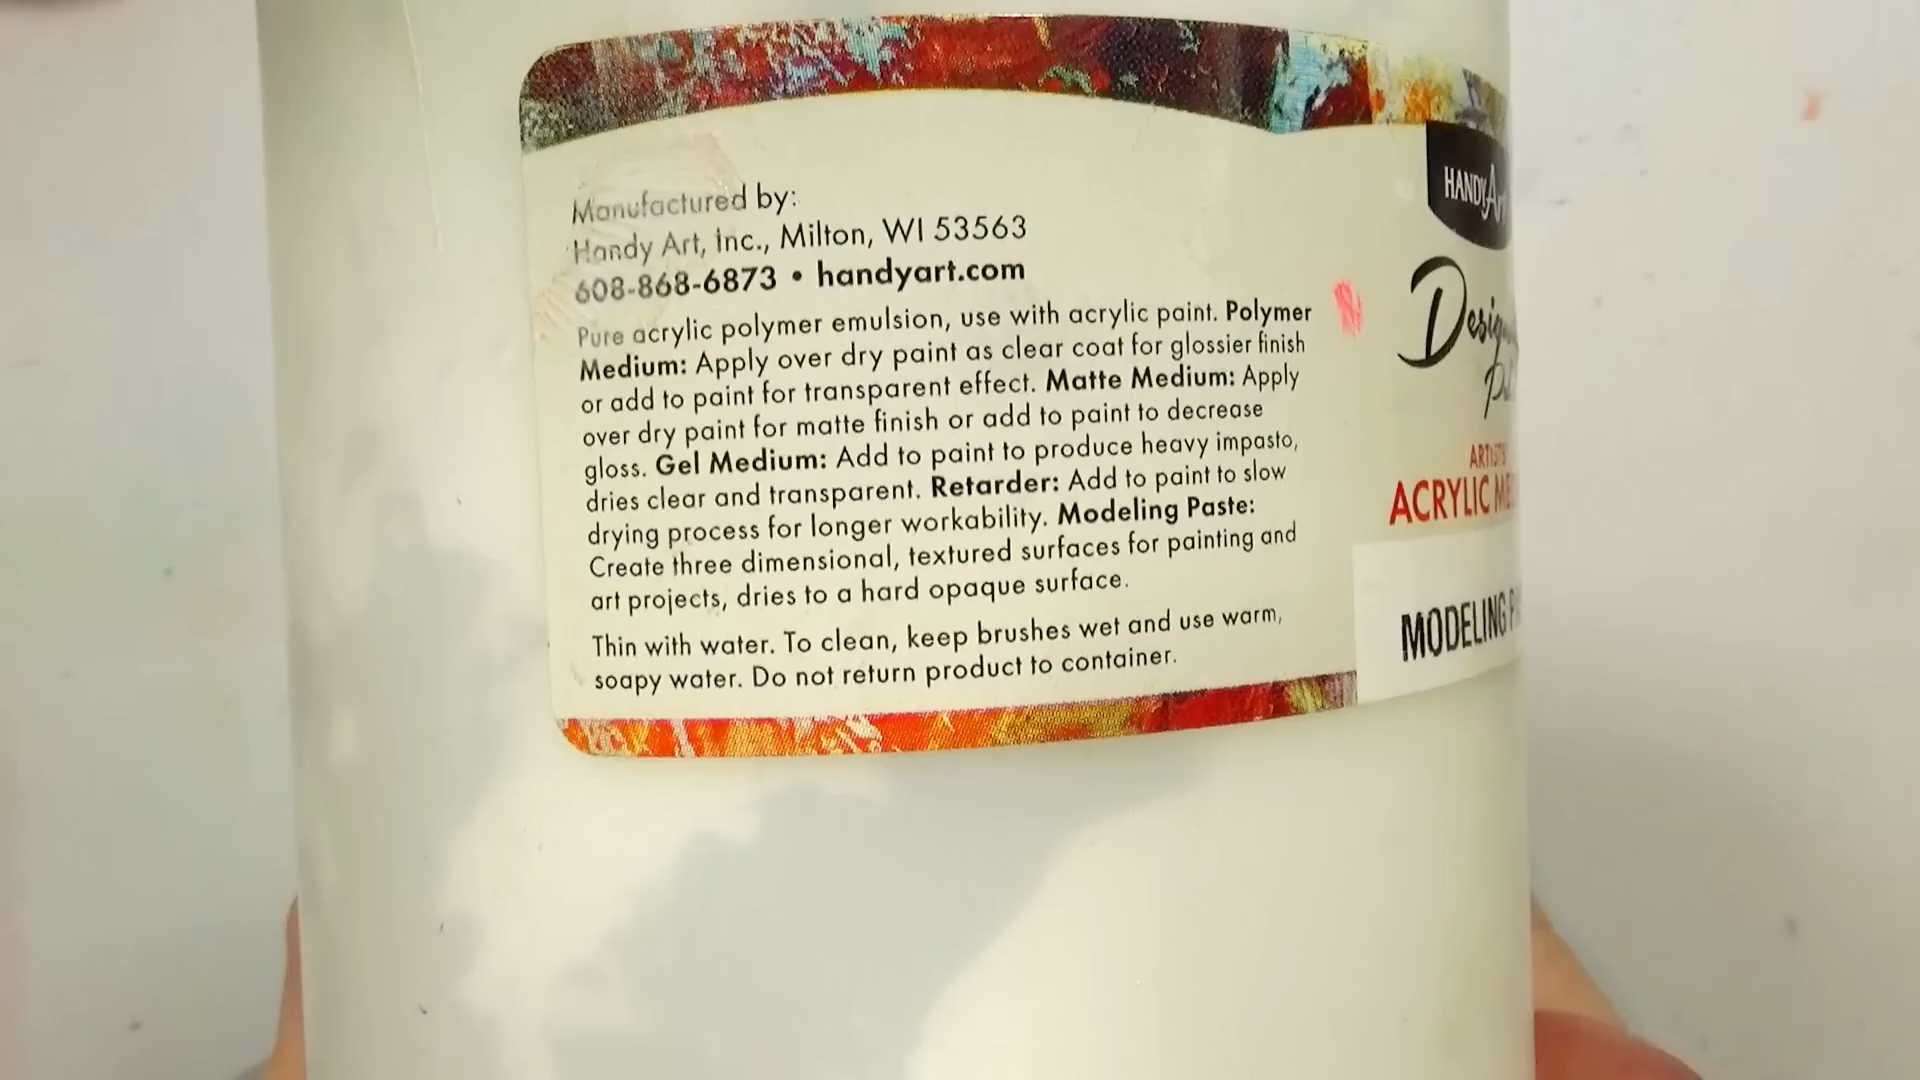 Manufactured by:
Handy Art, Inc., Milton, WI 53563
608-868-6873 • handyart.com
Pure acrylic polymer emulsion, use with acrylic paint. Polymer
Medium: Apply over dry paint as clear coat for glossier finish
or add to paint for transparent effect. Matte Medium: Apply
over dry paint for matte finish or add to paint to decrease
gloss. Gel Medium: Add to paint to produce heavy impasto,
dries clear and transparent. Retarder: Add to paint to slow
drying process for longer workability. Modeling Paste:
Create three dimensional, textured surfaces for painting and
art projects, dries to a hard opaque surface.
Thin with water. To clean, keep brushes wet and use warm,
soapy water. Do not return product to container.
HANDY Art
ACRYLIC
MODELING